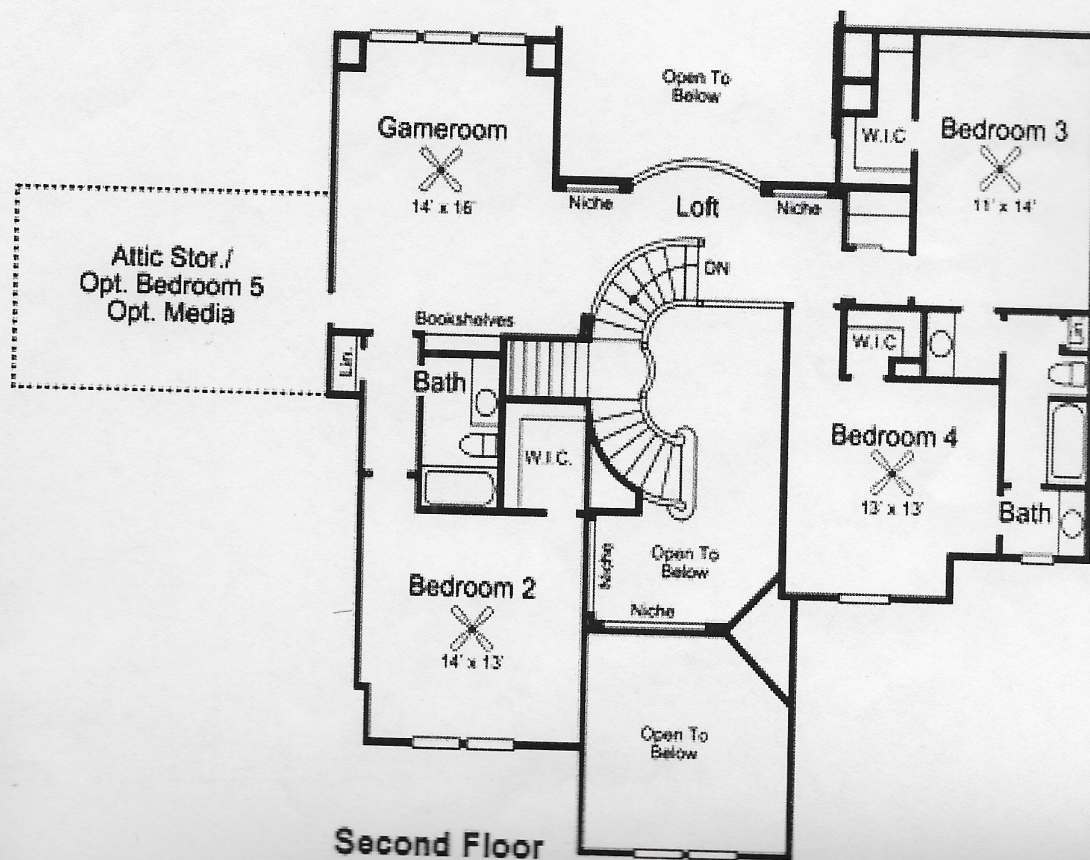 Open To
Below
Gameroom
14' x 16'
W.I.C
Bedroom 3
11' x 14'
Niche
Loft
Niche
Attic Stor./
Opt. Bedroom 5
Opt. Media
DN
Bookshelves
Lin.
Bath
W.I.C
Lin.
W.I.C.
Bedroom 4
13' x 13'
Bath
Niche
Open To
Below
Bedroom 2
14' x 13'
Niche
Open To
Below
Second Floor